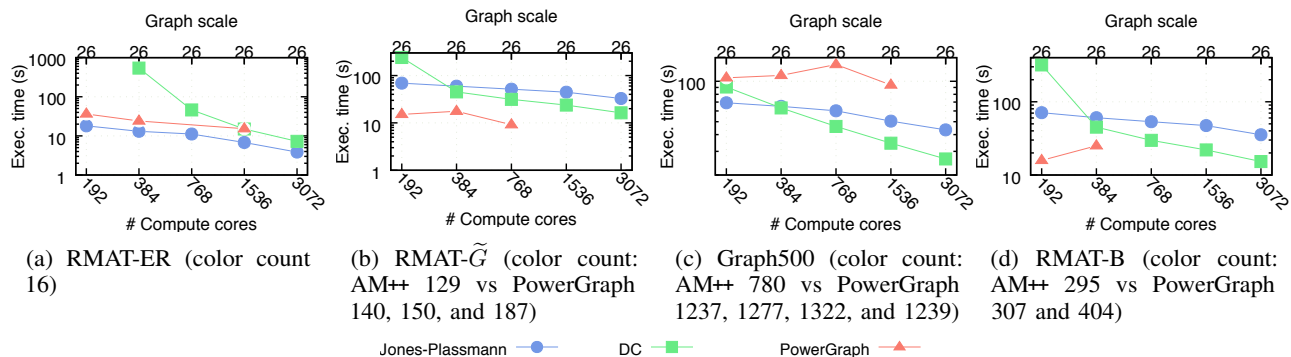 Graph scale
26 26 26 26 26
Exec. time (s)
1000
100
10
1
192 384 768 1536 3072
# Compute cores
(a) RMAT-ER (color count
16)
Graph scale
26 26 26 26 26
Exec. time (s)
100
10
1
192 384 768 1536 3072
# Compute cores
(b) RMAT-G̃ (color count:
AM++ 129 vs PowerGraph
140, 150, and 187)
Graph scale
26 26 26 26 26
Exec. time (s)
100
192 384 768 1536 3072
# Compute cores
(c) Graph500 (color count:
AM++ 780 vs PowerGraph
1237, 1277, 1322, and 1239)
Graph scale
26 26 26 26 26
Exec. time (s)
100
10
192 384 768 1536 3072
# Compute cores
(d) RMAT-B (color count:
AM++ 295 vs PowerGraph
307 and 404)
Jones-Plassmann DC PowerGraph